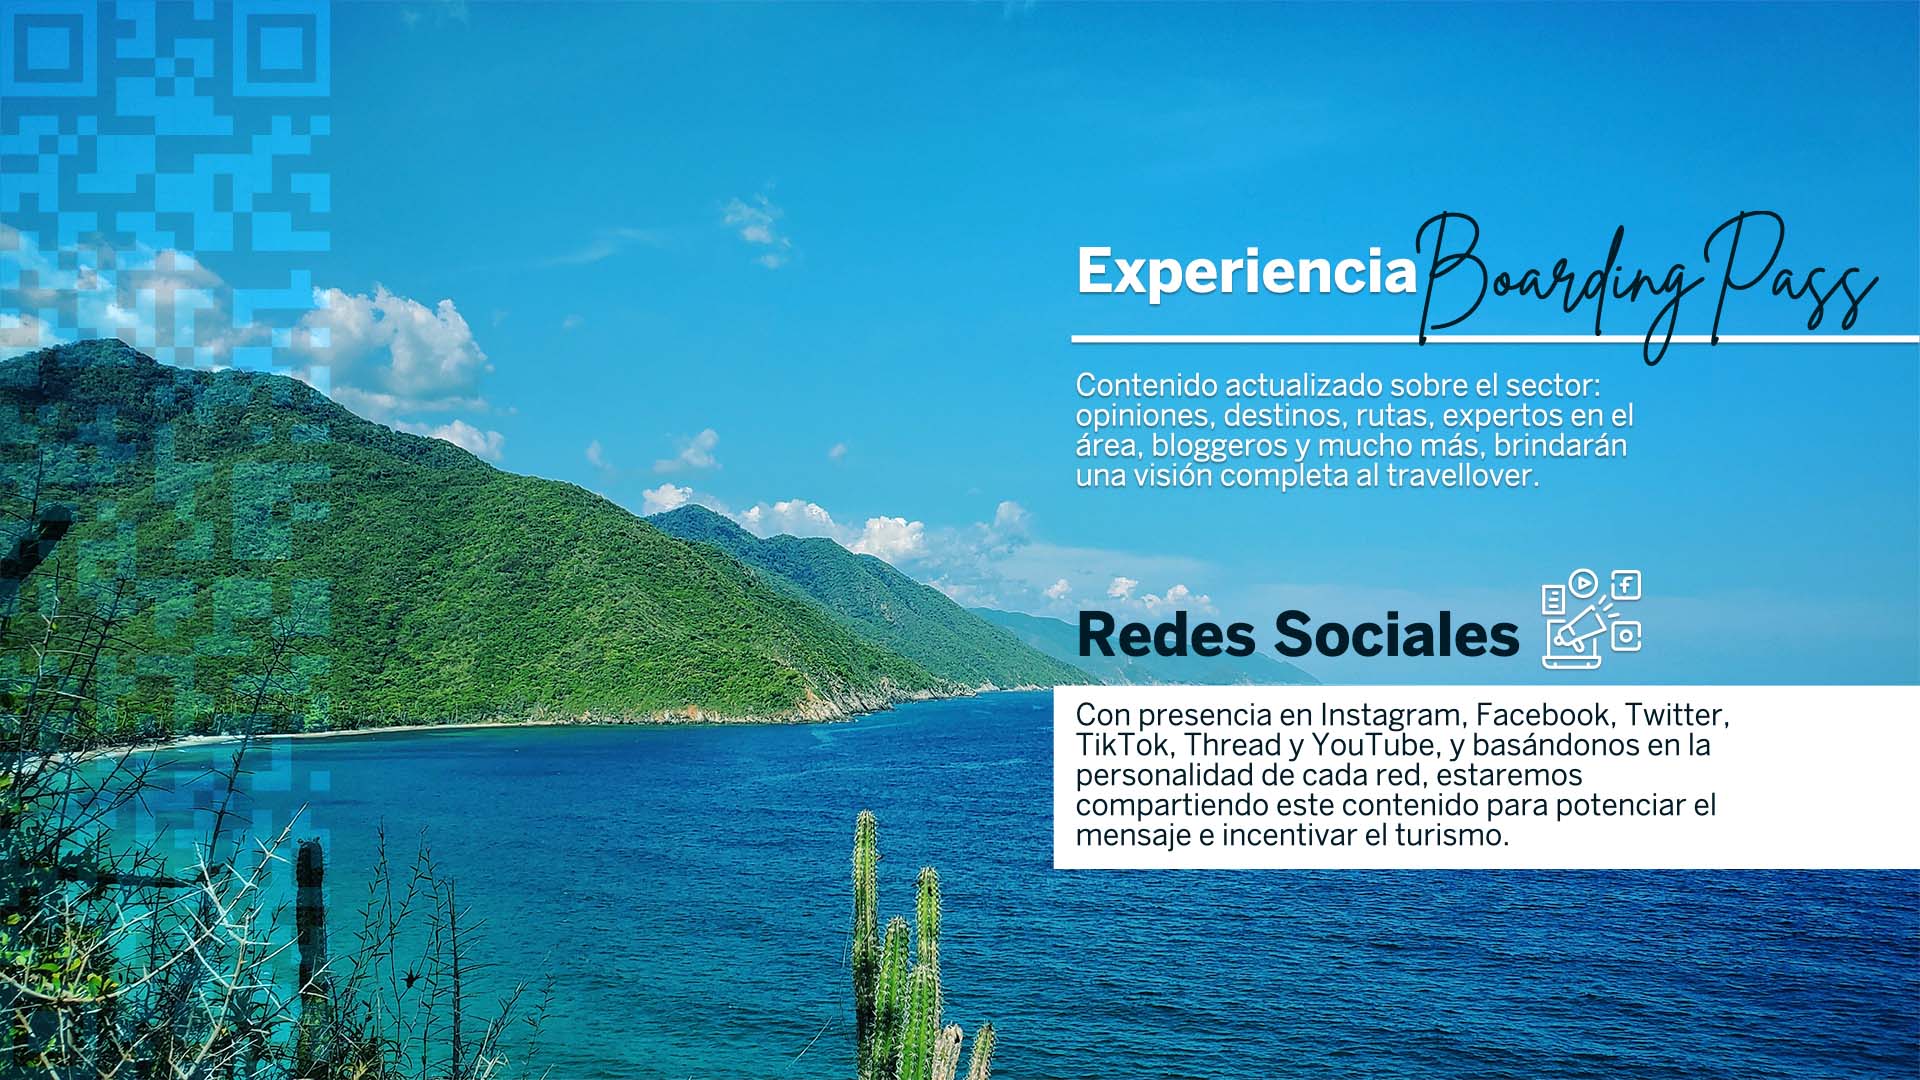 Experiencia Boarding Pass
Contenido actualizado sobre el sector:
opiniones, destinos, rutas, expertos en el
área, bloggeros y mucho más, brindarán
una visión completa al travellover.
Redes Sociales
Con presencia en Instagram, Facebook, Twitter,
TikTok, Thread y YouTube, y basándonos en la
personalidad de cada red, estaremos
compartiendo este contenido para potenciar el
mensaje e incentivar el turismo.